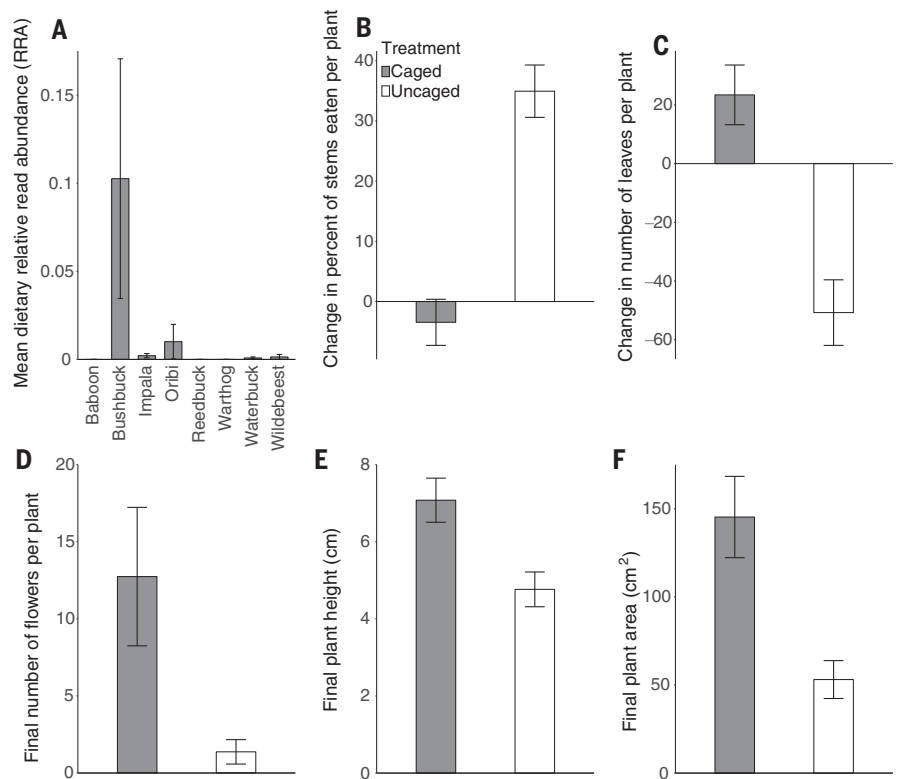 A
Mean dietary relative read abundance (RRA)
0.15
0.1
0.05
0
Baboon
Bushbuck
Impala
Oribi
Reedbuck
Warthog
Waterbuck
Wildebeest
B
Change in percent of stems eaten per plant
Treatment
Caged
Uncaged
40
30
20
10
0
C
Change in number of leaves per plant
20
0
–20
–40
–60
D
Final number of flowers per plant
20
15
10
5
0
E
Final plant height (cm)
8
6
4
2
0
F
Final plant area (cm²)
150
100
50
0